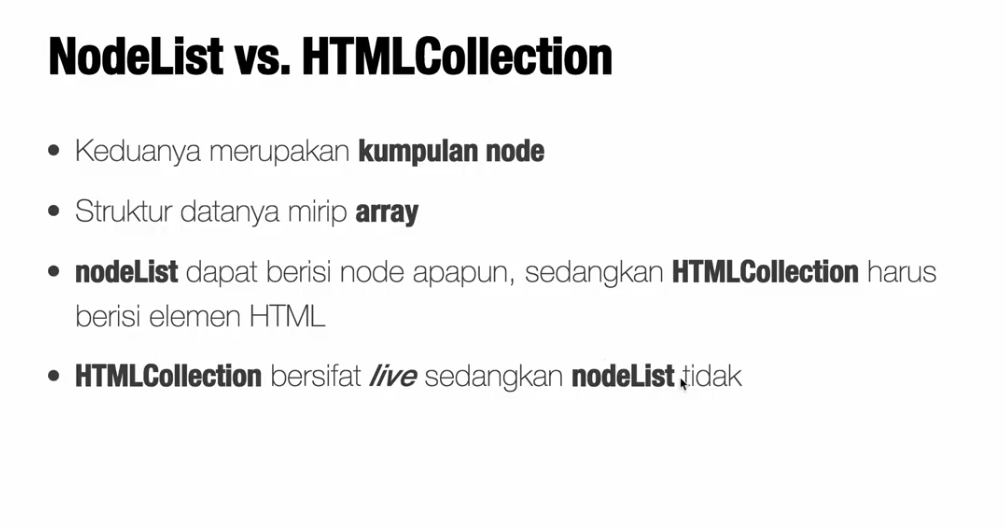 NodeList vs. HTMLCollection
• Keduanya merupakan kumpulan node
• Struktur datanya mirip array
• nodeList dapat berisi node apapun, sedangkan HTMLCollection harus
berisi elemen HTML
• HTMLCollection bersifat live sedangkan nodeList tidak